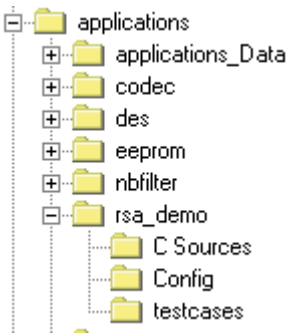 applications
applications_Data
codec
des
eeprom
nbfilter
rsa_demo
C Sources
Config
testcases